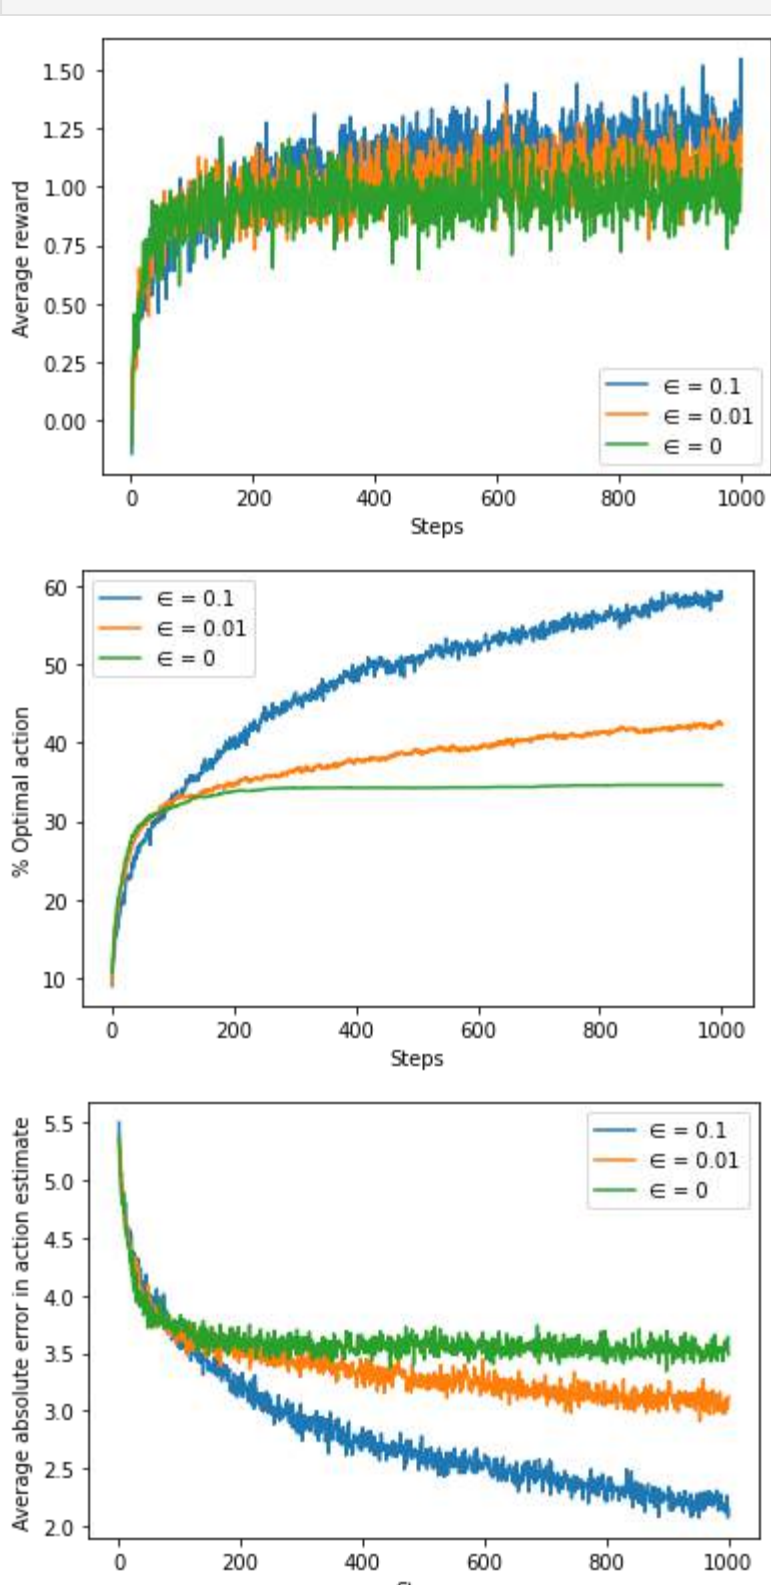 1.50
1.25
1.00
0.75
0.50
0.25
0.00
Average reward
∈ = 0.1
∈ = 0.01
∈ = 0
0 200 400 600 800 1000
Steps
60
50
40
30
20
10
% Optimal action
∈ = 0.1
∈ = 0.01
∈ = 0
0 200 400 600 800 1000
Steps
5.5
5.0
4.5
4.0
3.5
3.0
2.5
2.0
Average absolute error in action estimate
∈ = 0.1
∈ = 0.01
∈ = 0
0 200 400 600 800 1000